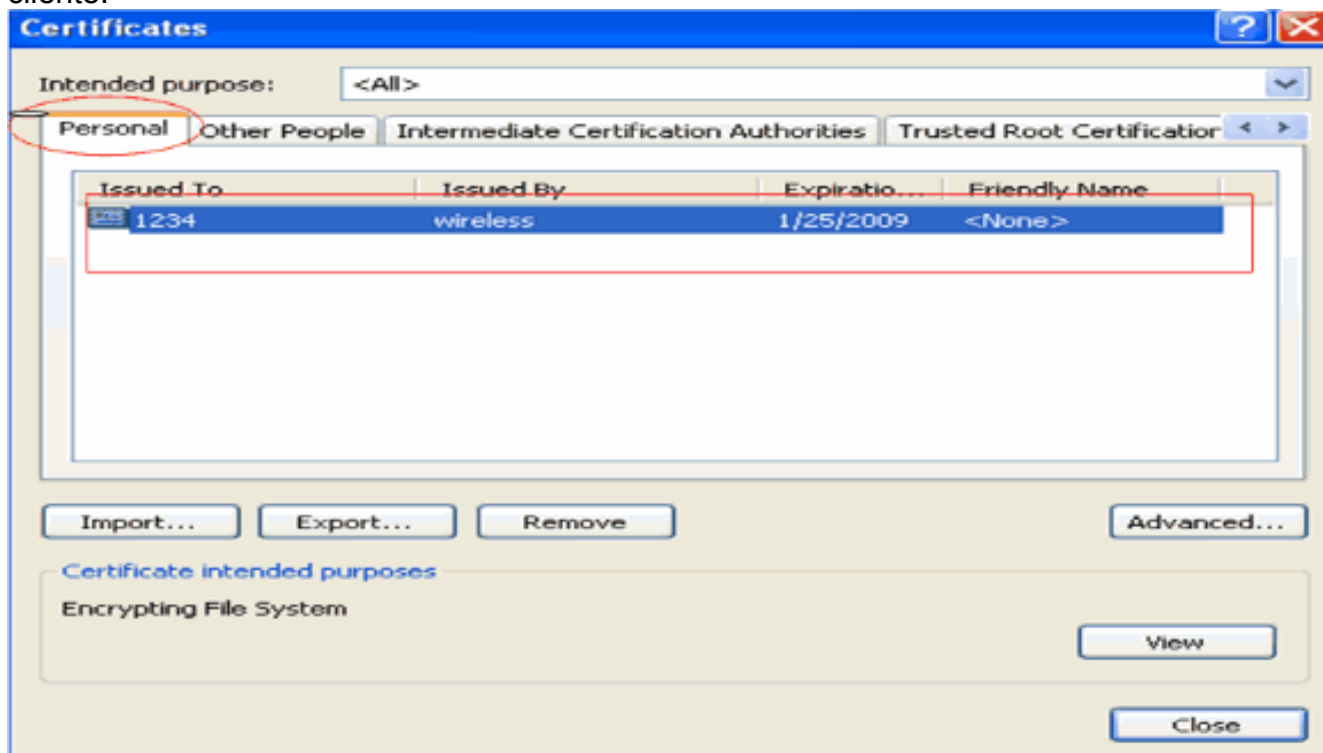 cliente.
Certificates
Intended purpose: <All>
Personal Other People Intermediate Certification Authorities Trusted Root Certification
Issued To Issued By Expiratio... Friendly Name
1234 wireless 1/25/2009 <None>
Import... Export... Remove Advanced...
Certificate intended purposes
Encrypting File System
View
Close